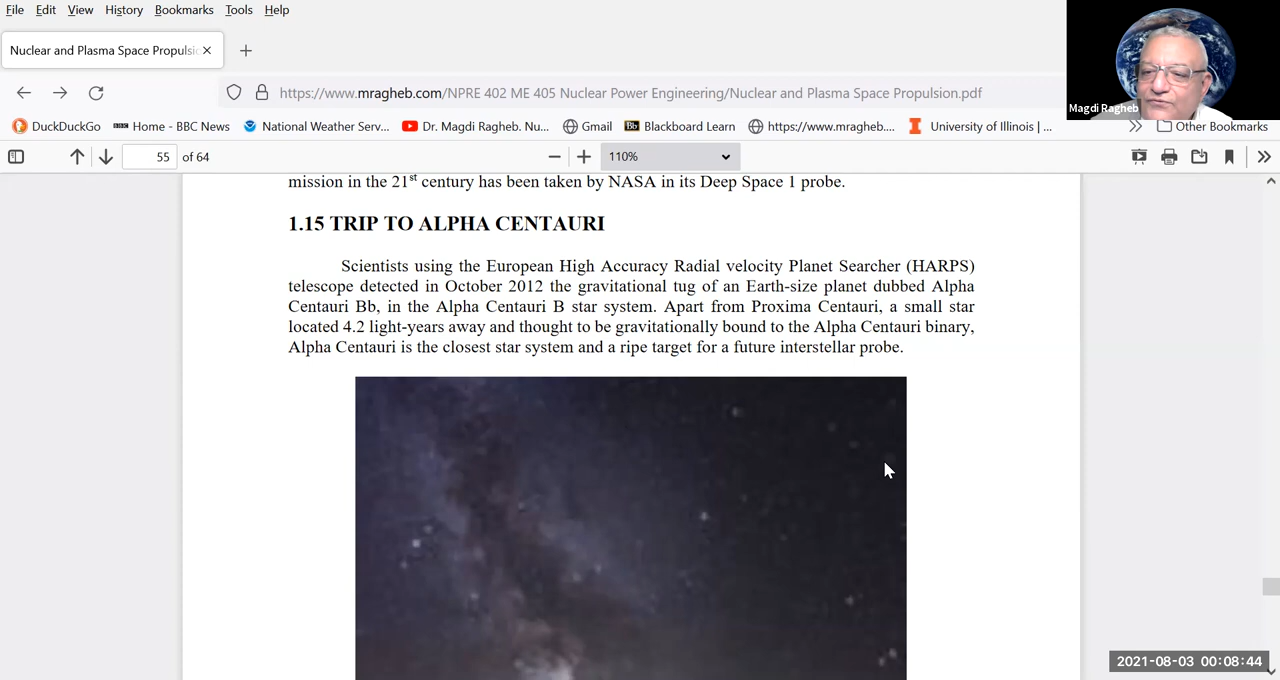 File Edit View History Bookmarks Tools Help
Nuclear and Plasma Space Propulsi
https://www.mragheb.com/NPRE 402 ME 405 Nuclear Power Engineering/Nuclear and Plasma Space Propulsion.pdf
Magdi Ragheb
DuckDuckGo BBC Home - BBC News National Weather Serv... Dr. Magdi Ragheb. Nu... Gmail Bb Blackboard Learn https://www.mragheb.... I University of Illinois |... Other Bookmarks
55 of 64 110%
mission in the 21st century has been taken by NASA in its Deep Space 1 probe.
1.15 TRIP TO ALPHA CENTAURI
Scientists using the European High Accuracy Radial velocity Planet Searcher (HARPS)
telescope detected in October 2012 the gravitational tug of an Earth-size planet dubbed Alpha
Centauri Bb, in the Alpha Centauri B star system. Apart from Proxima Centauri, a small star
located 4.2 light-years away and thought to be gravitationally bound to the Alpha Centauri binary,
Alpha Centauri is the closest star system and a ripe target for a future interstellar probe.
2021-08-03 00:08:44